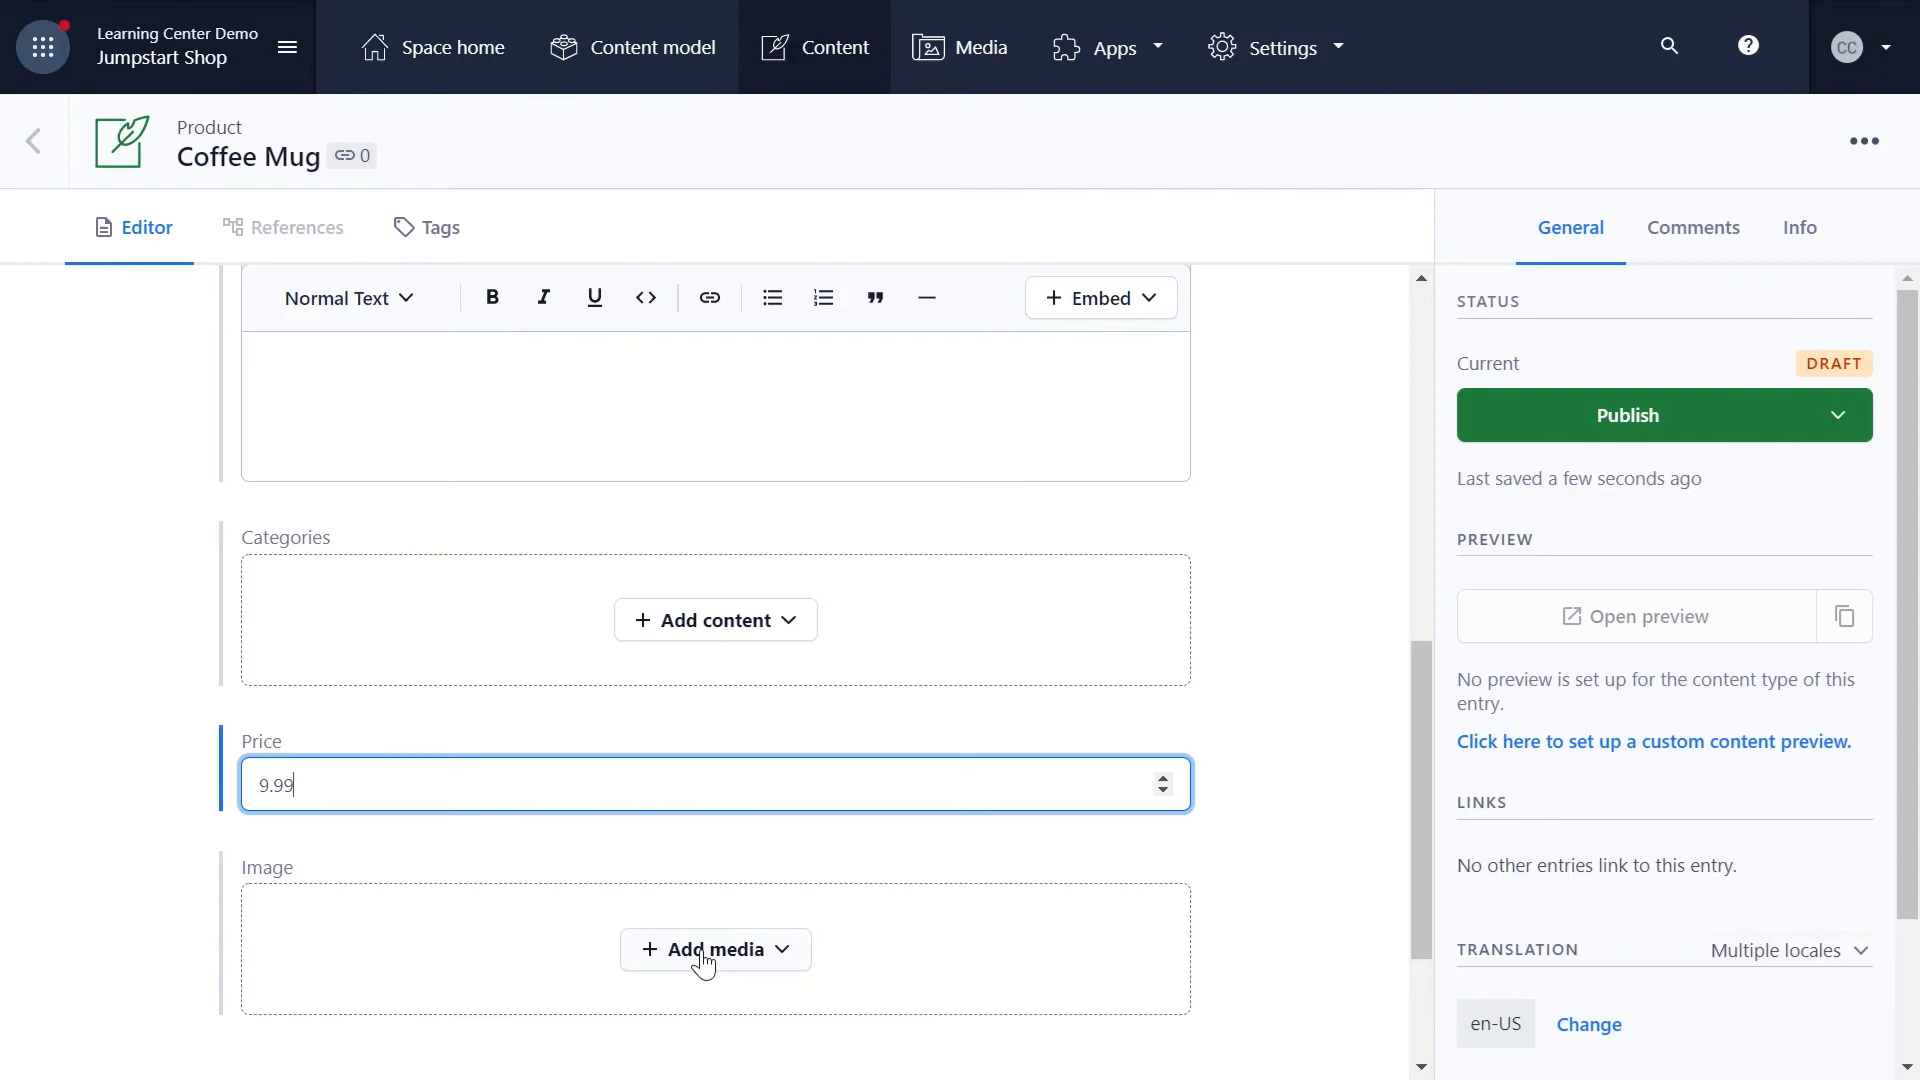 Learning Center Demo
Jumpstart Shop
Space home
Content model
Content
Media
Apps
Settings
CC
Product
Coffee Mug 0
Editor
References
Tags
General
Comments
Info
Normal Text
B I U
Embed
Categories
Add content
Price
9.99
Image
Add media
STATUS
Current
DRAFT
Publish
Last saved a few seconds ago
PREVIEW
Open preview
No preview is set up for the content type of this
entry.
Click here to set up a custom content preview.
LINKS
No other entries link to this entry.
TRANSLATION
Multiple locales
en-US
Change